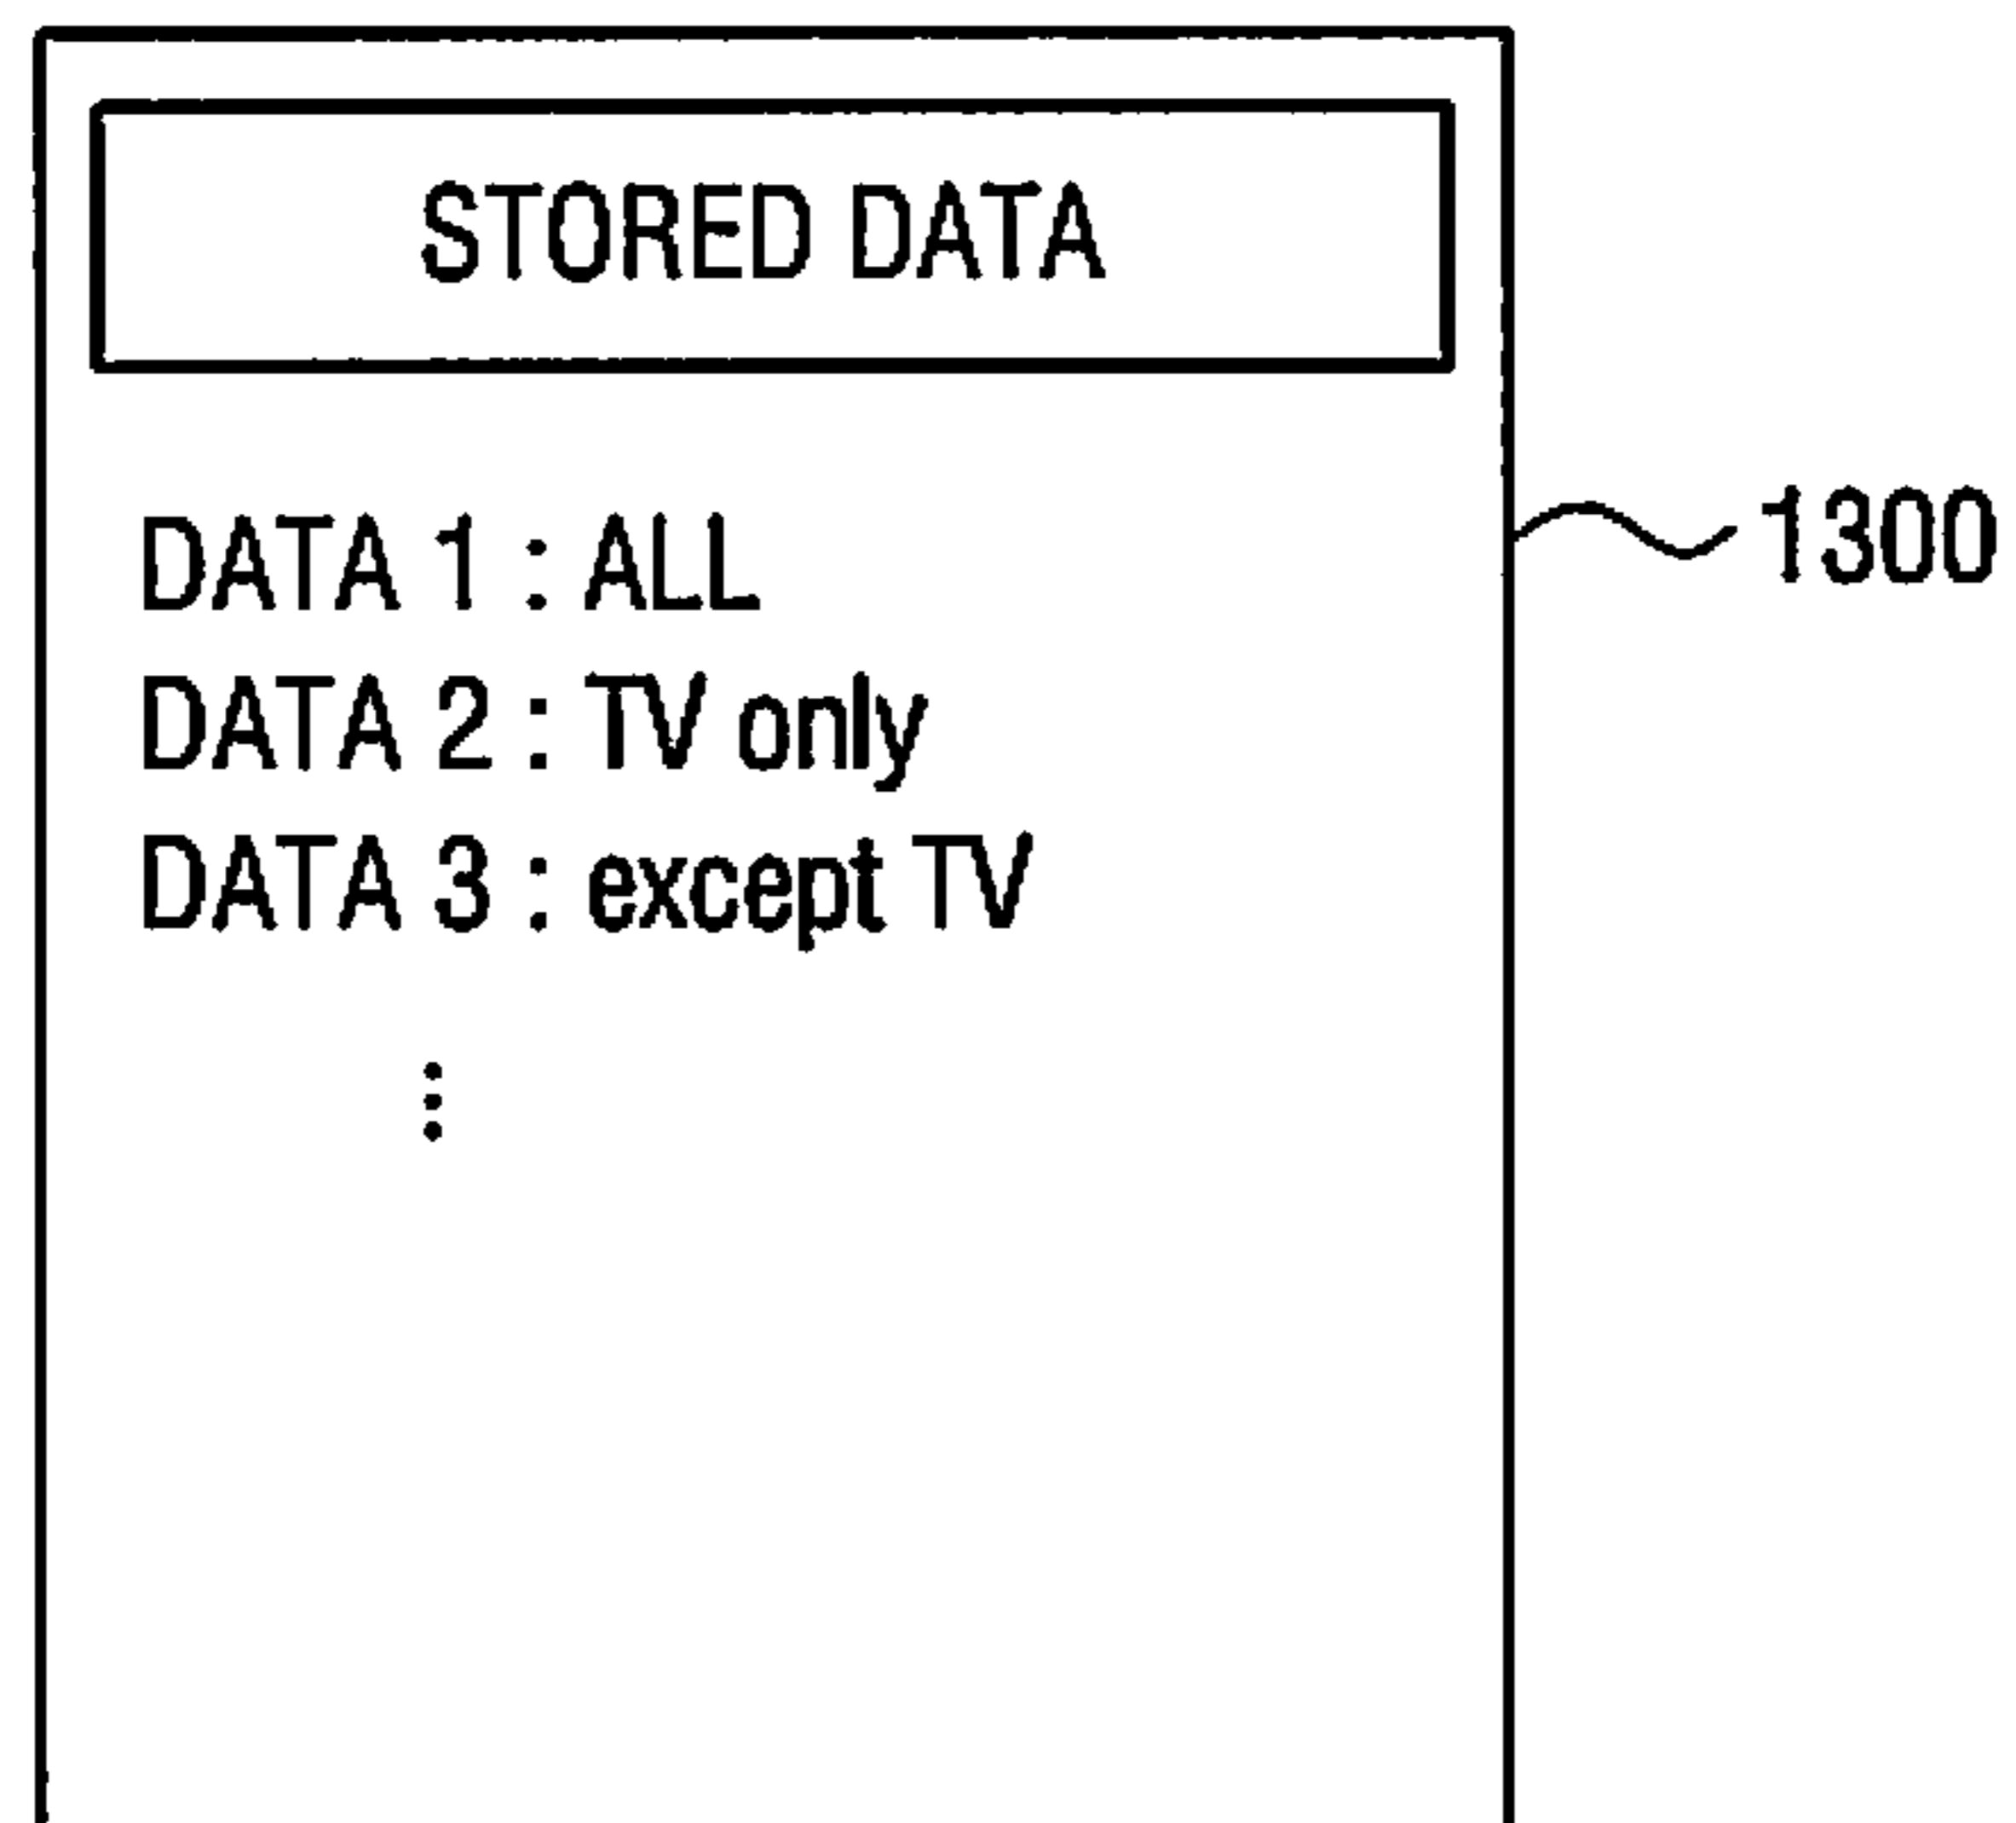 STORED DATA
1300
DATA 1 : ALL
DATA 2 : TV only
DATA 3 : except TV